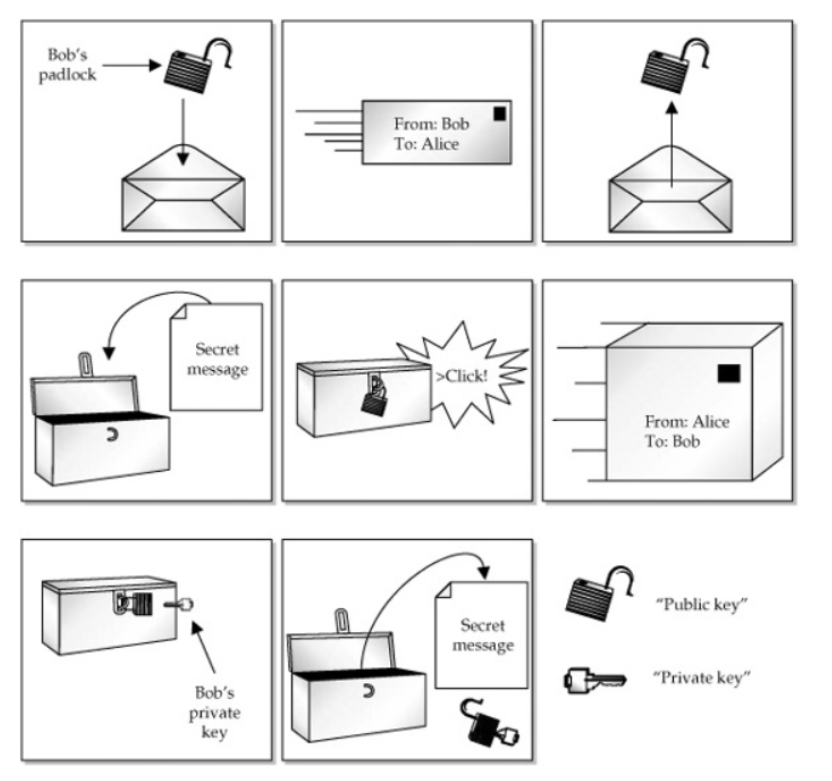 Bob's
padlock
From: Bob
To: Alice
Secret
message
>Click!
From: Alice
To: Bob
Bob's
private
key
Secret
message
"Public key"
"Private key"